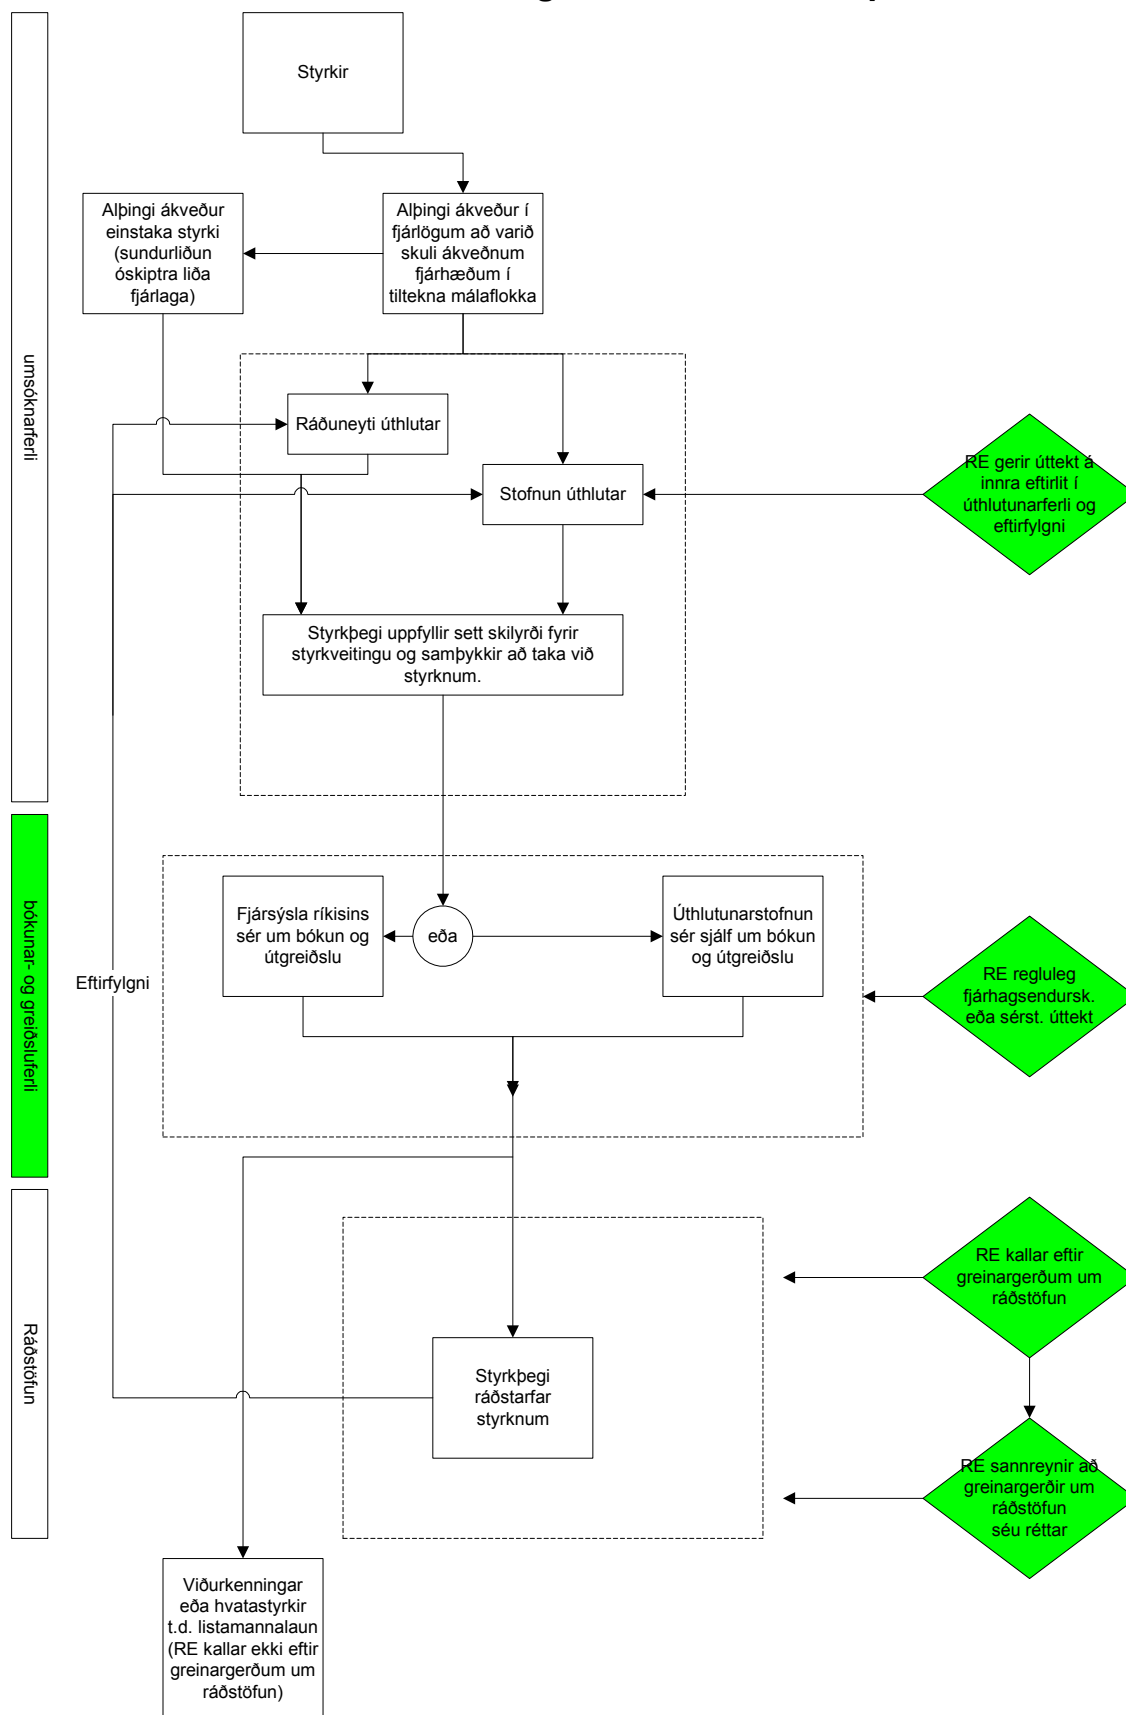 Styrkir
Alþingi ákveður
einstaka styrki
(sundurliðun
óskiptra liða
fjárlaga)
Alþingi ákveður í
fjárlögum að varið
skuli ákveðnum
fjárhæðum í
tiltekna málaflokka
umsóknarferli
Ráðuneyti úthlutar
Stofnun úthlutar
RE gerir úttekt á
innra eftirlit í
úthlutunarferli og
eftirfylgni
Styrkþegi uppfyllir sett skilyrði fyrir
styrkveitingu og samþykkir að taka við
styrknum.
bókunar- og greiðsluferli
Fjársýsla ríkisins
sér um bókun og
útgreiðslu
eða
Úthlutunarstofnun
sér sjálf um bókun
og útgreiðslu
Eftirfylgni
RE regluleg
fjárhagsendursk.
eða sérst. úttekt
Ráðstöfun
RE kallar eftir
greinargerðum um
ráðstöfun
Styrkþegi
ráðstarfar
styrknum
RE sannreynir að
greinargerðir um
ráðstöfun
séu réttar
Viðurkenningar
eða hvatastyrkir
t.d. listamannalaun
(RE kallar ekki eftir
greinargerðum um
ráðstöfun)